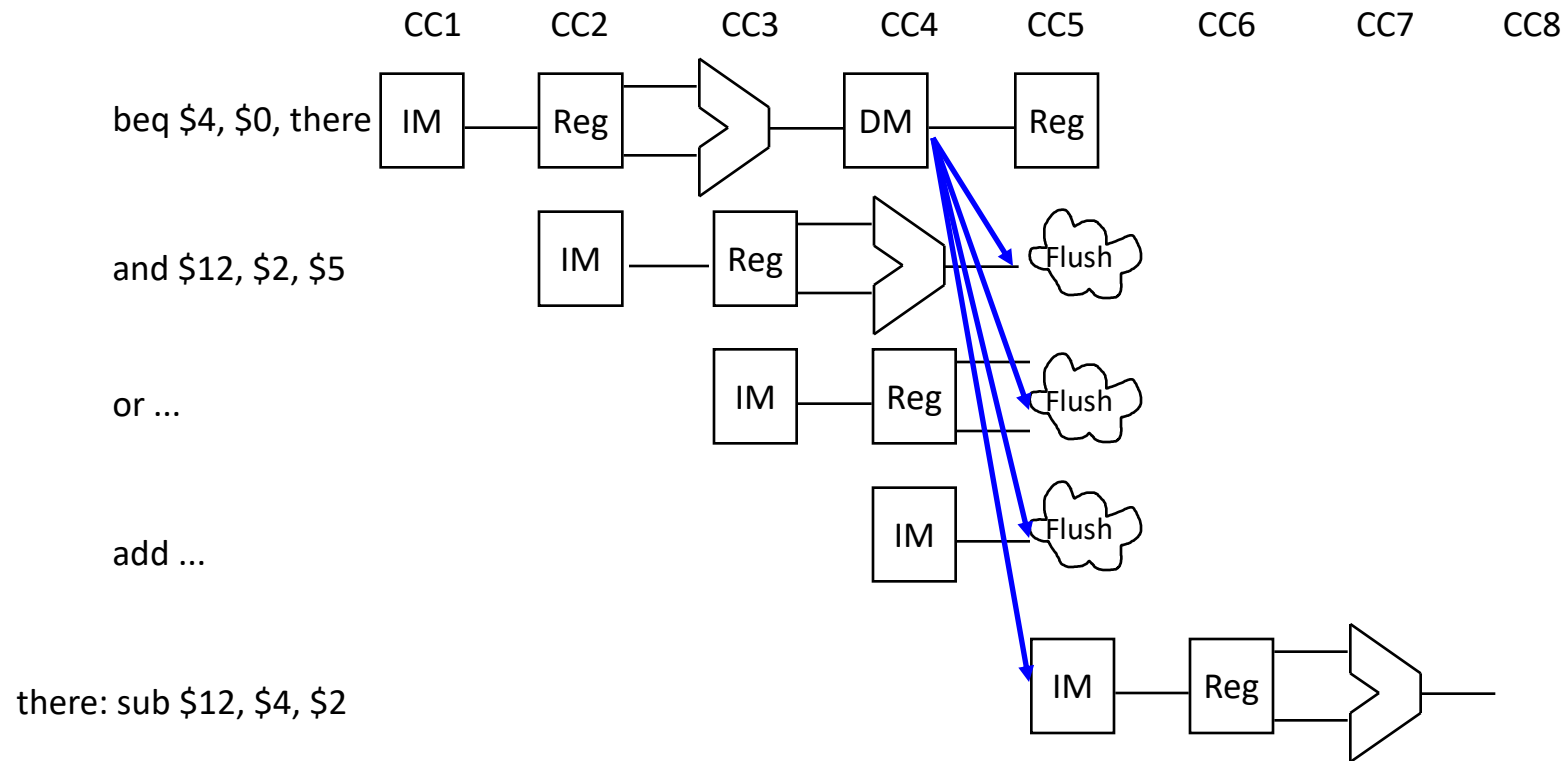 CC1 CC2 CC3 CC4 CC5 CC6 CC7 CC8
beq $4, $0, there IM Reg DM Reg
and $12, $2, $5 IM Reg Flush
or ... IM Reg Flush
add ... IM Flush
there: sub $12, $4, $2 IM Reg